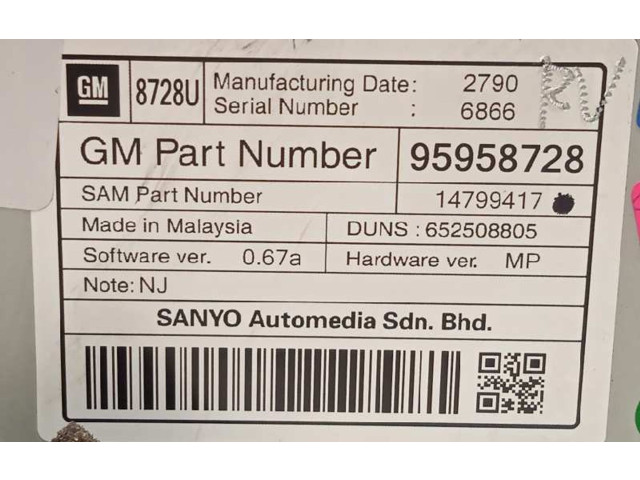 GM 8728U Manufacturing Date: 2790
Serial Number : 6866
GM Part Number 95958728
SAM Part Number 14799417
Made in Malaysia DUNS : 652508805
Software ver. 0.67a Hardware ver. MP
Note: NJ
SANYO Automedia Sdn. Bhd.